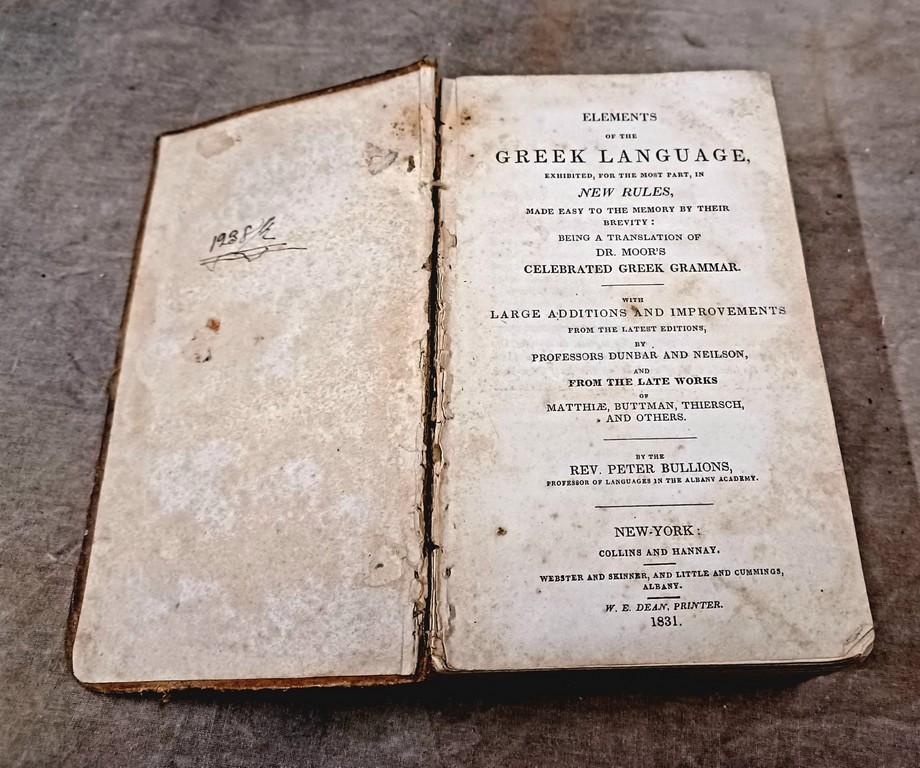 ELEMENTS
OF THE
GREEK LANGUAGE,
EXHIBITED, FOR THE MOST PART, IN
NEW RULES,
MADE EASY TO THE MEMORY BY THEIR
BREVITY:
BEING A TRANSLATION OF
DR. MOOR'S
CELEBRATED GREEK GRAMMAR.
WITH
LARGE ADDITIONS AND IMPROVEMENTS
FROM THE LATEST EDITIONS,
BY
PROFESSORS DUNBAR AND NEILSON,
AND
FROM THE LATE WORKS
OF
MATTHIÆ, BUTTMAN, THIERSCH,
AND OTHERS.
BY THE
REV. PETER BULLIONS,
PROFESSOR OF LANGUAGES IN THE ALBANY ACADEMY.
NEW-YORK:
COLLINS AND HANNAY.
WEBSTER AND SKINNER, AND LITTLE AND CUMMINGS,
ALBANY.
W. E. DEAN, PRINTER.
1831.